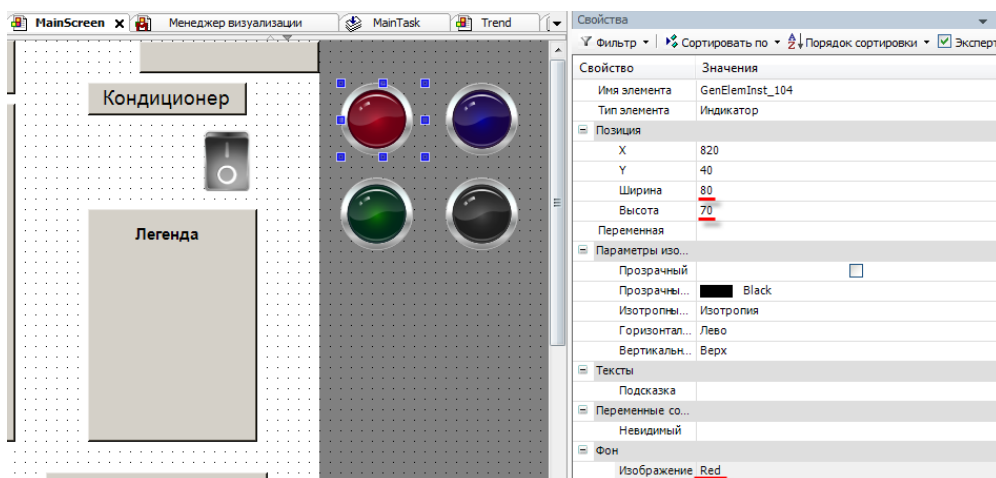 MainScreen X Менеджер визуализации MainTask Trend
Кондиционер
Легенда
Свойства
Фильтр Сортировать по Порядок сортировки
Свойство Значения
Имя элемента GenElemInst_104
Тип элемента Индикатор
Позиция
X 820
Y 40
Ширина 80
Высота 70
Переменная
Параметры изо...
Прозрачный
Прозрачны... Black
Изотропны... Изотропия
Горизонтал... Лево
Вертикальн... Верх
Тексты
Подсказка
Переменные со...
Невидимый
Фон
Изображение Red